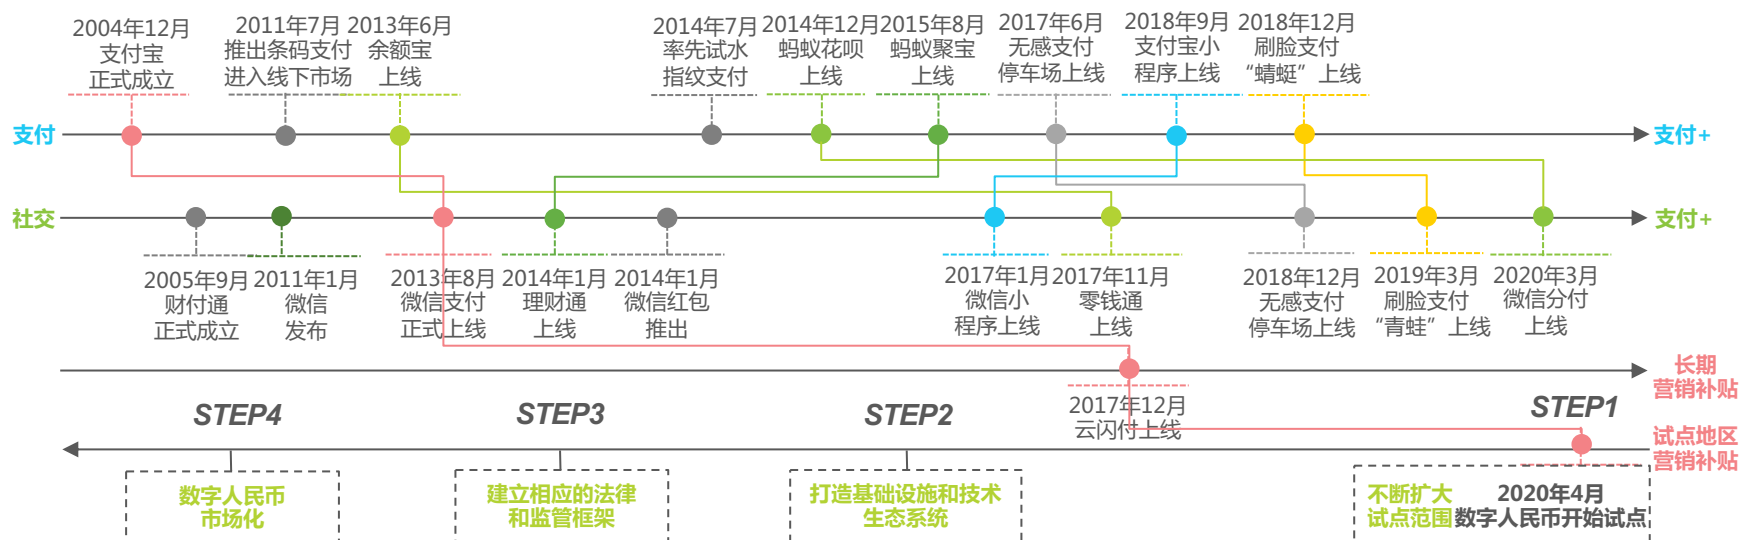 2004年12月
支付宝
正式成立
2011年7月
推出条码支付
进入线下市场
2013年6月
余额宝
上线
2014年7月
率先试水
指纹支付
2014年12月
蚂蚁花呗
上线
2015年8月
蚂蚁聚宝
上线
2017年6月
无感支付
停车场上线
2018年9月
支付宝小
程序上线
2018年12月
刷脸支付
“蜻蜓”上线
支付
支付+
社交
支付+
2005年9月
财付通
正式成立
2011年1月
微信
发布
2013年8月
微信支付
正式上线
2014年1月
理财通
上线
2014年1月
微信红包
推出
2017年1月
微信小
程序上线
2017年11月
零钱通
上线
2018年12月
无感支付
停车场上线
2019年3月
刷脸支付
“青蛙”上线
2020年3月
微信分付
上线
长期
营销补贴
2017年12月
云闪付上线
STEP4
STEP3
STEP2
STEP1
试点地区
营销补贴
数字人民币
市场化
建立相应的法律
和监管框架
打造基础设施和技术
生态系统
不断扩大
试点范围
2020年4月
数字人民币开始试点